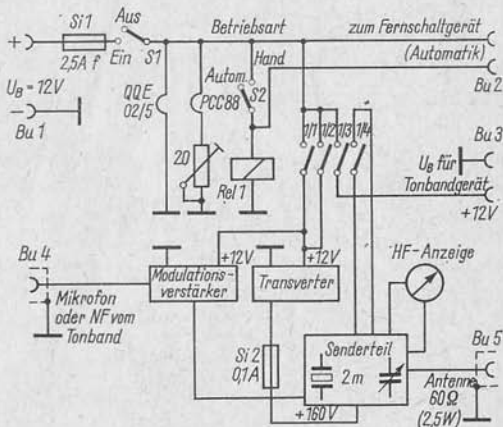 Si1
Aus
Betriebsart
zum Fernschaltgerät
+
2,5A f
Ein
S1
Hand
(Automatik)
Bu 2
U_B = 12V
QQE
02/5
Autom.
PCC88
S2
-
Bu 1
1/1
1/2
1/3
1/4
Bu 3
20
U_B für
Tonbandgerät
Rel 1
+12V
Bu 4
+12V
+12V
HF-Anzeige
Modulations-
verstärker
Transverter
Mikrofon
oder NF vom
Tonband
Si 2
0,1A
Senderteil
2m
Bu 5
Antenne
60Ω
(2,5W)
+160V